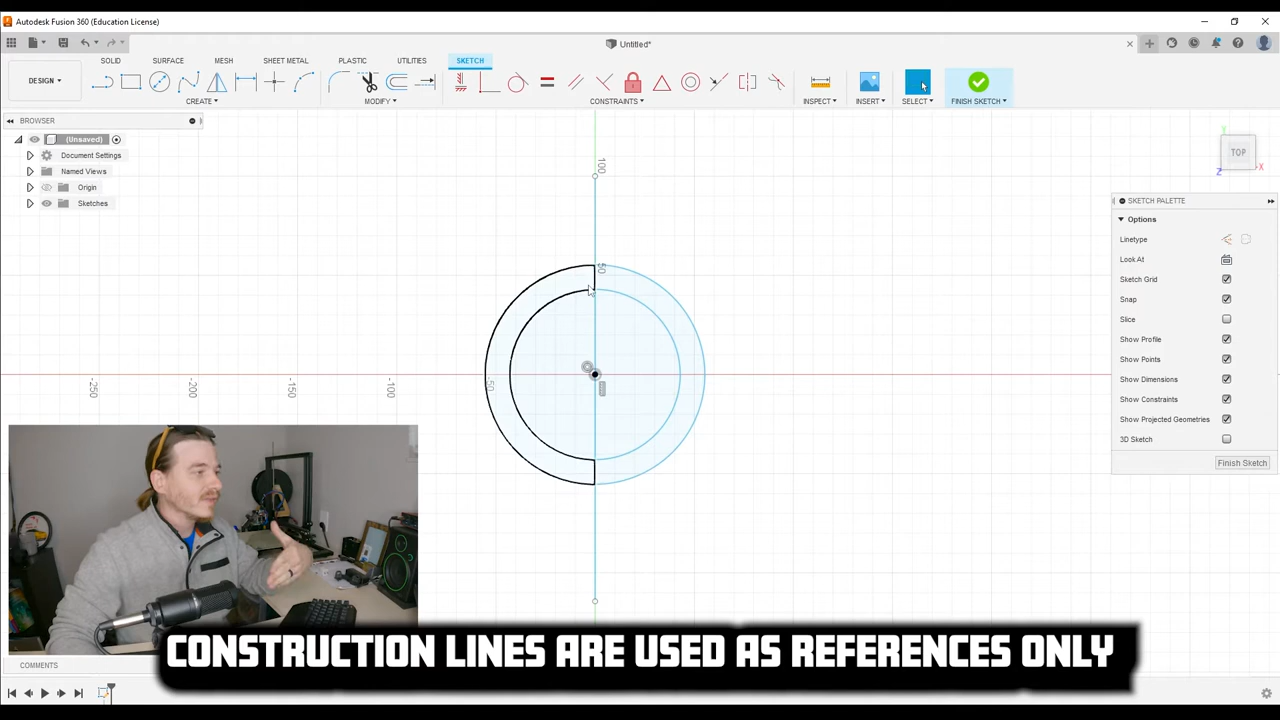 Autodesk Fusion 360 (Education License)
Untitled*
SOLID SURFACE MESH SHEET METAL PLASTIC UTILITIES SKETCH
DESIGN
CREATE MODIFY CONSTRAINTS INSPECT INSERT SELECT FINISH SKETCH
BROWSER
(Unsaved)
Document Settings
Named Views
Origin
Sketches
100
50
-250
-200
-150
-100
-50
TOP
X
Z
SKETCH PALETTE
Options
Linetype
Look At
Sketch Grid
Snap
Slice
Show Profile
Show Points
Show Dimensions
Show Constraints
Show Projected Geometries
3D Sketch
Finish Sketch
CONSTRUCTION LINES ARE USED AS REFERENCES ONLY
COMMENTS